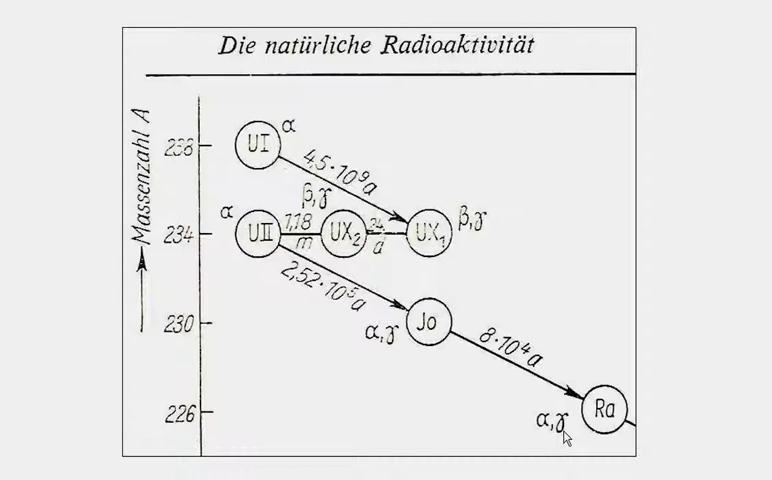 Die natürliche Radioaktivität
Massenzahl A
238
UI
α
4,5·10⁹a
β,γ
α
234
UII
1,18
m
UX₂
24
d
UX₁
β,γ
2,52·10⁵a
230
α,γ
Jo
8·10⁴a
226
α,γ
Ra